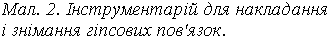 Мал. 2. Інструментарій для накладання
і знімання гіпсових пов'язок.